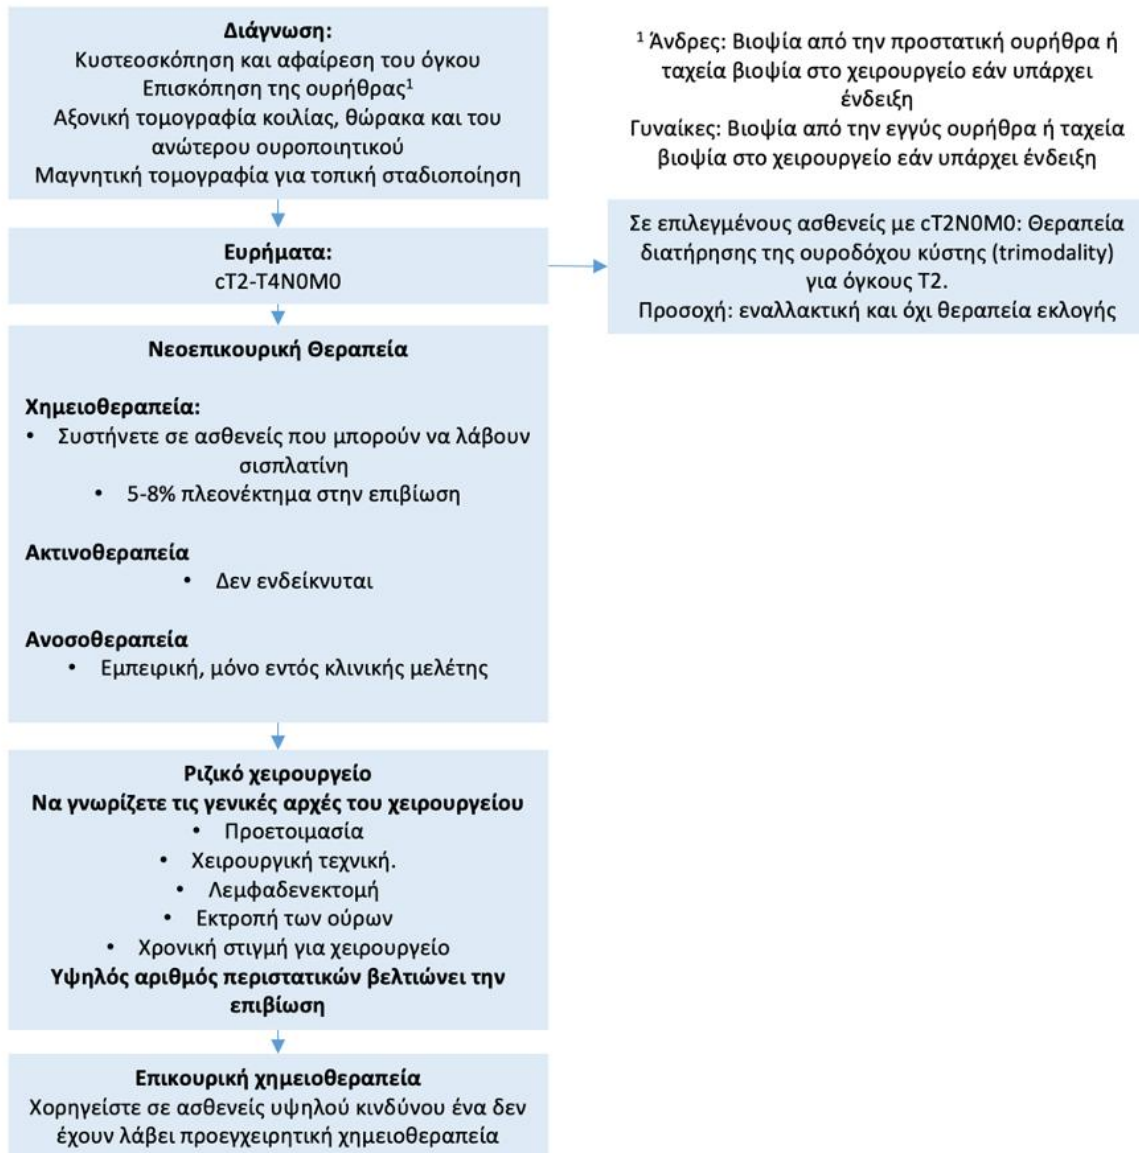 Διάγνωση:
Κυστεοσκόπηση και αφαίρεση του όγκου
Επισκόπηση της ουρήθρας¹
Αξονική τομογραφία κοιλίας, θώρακα και του
ανώτερου ουροποιητικού
Μαγνητική τομογραφία για τοπική σταδιοποίηση
¹ Άνδρες: Βιοψία από την προστατική ουρήθρα ή
ταχεία βιοψία στο χειρουργείο εάν υπάρχει
ένδειξη
Γυναίκες: Βιοψία από την εγγύς ουρήθρα ή ταχεία
βιοψία στο χειρουργείο εάν υπάρχει ένδειξη
Ευρήματα:
cT2-T4N0M0
Σε επιλεγμένους ασθενείς με cT2N0M0: Θεραπεία
διατήρησης της ουροδόχου κύστης (trimodality)
για όγκους T2.
Προσοχή: εναλλακτική και όχι θεραπεία εκλογής
Νεοεπικουρική Θεραπεία
Χημειοθεραπεία:
• Συστήνετε σε ασθενείς που μπορούν να λάβουν
σισπλατίνη
• 5-8% πλεονέκτημα στην επιβίωση
Ακτινοθεραπεία
• Δεν ενδείκνυται
Ανοσοθεραπεία
• Εμπειρική, μόνο εντός κλινικής μελέτης
Ριζικό χειρουργείο
Να γνωρίζετε τις γενικές αρχές του χειρουργείου
• Προετοιμασία
• Χειρουργική τεχνική.
• Λεμφαδενεκτομή
• Εκτροπή των ούρων
• Χρονική στιγμή για χειρουργείο
Υψηλός αριθμός περιστατικών βελτιώνει την
επιβίωση
Επικουρική χημειοθεραπεία
Χορηγείστε σε ασθενείς υψηλού κινδύνου ένα δεν
έχουν λάβει προεγχειρητική χημειοθεραπεία